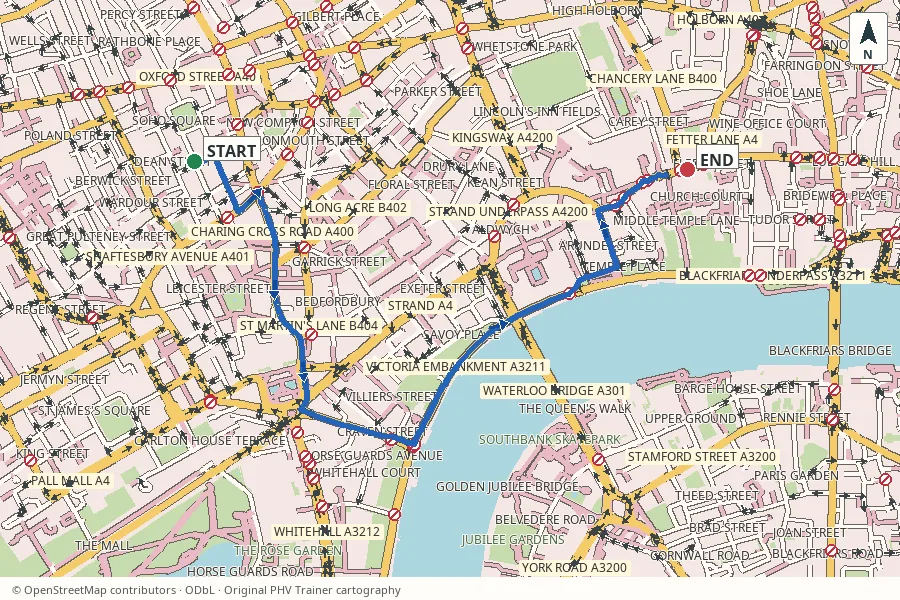 PERCY STREET
GILBERT PLACE
HIGH HOLBORN
HOLBORN A40
WELLS STREET
RATHBONE PLACE
WHETSTONE PARK
N
FARRINGDON STREET
OXFORD STREET A40
CHANCERY LANE B400
PARKER STREET
SHOE LANE
LINCOLN'S INN FIELDS
SOHO SQUARE
NEW COMPTON STREET
CAREY STREET
WINE OFFICE COURT
POLAND STREET
MONMOUTH STREET
KINGSWAY A4200
FETTER LANE A4
START
END
DEAN STREET
DRURY LANE
HILL
BERWICK STREET
FLORAL STREET
KEAN STREET
CHURCH COURT
BRIDEWELL PLACE
WARDOUR STREET
LONG ACRE B402
STRAND UNDERPASS A4200
MIDDLE TEMPLE LANE
TUDOR STREET
CHARING CROSS ROAD A400
ALDWYCH
GREAT PULTENEY STREET
ARUNDEL STREET
SHAFTESBURY AVENUE A401
GARRICK STREET
TEMPLE PLACE
BLACKFRIARS UNDERPASS A3211
LEICESTER STREET
EXETER STREET
BEDFORDBURY
STRAND A4
REGENT STREET
ST MARTIN'S LANE B404
SAVOY PLACE
BLACKFRIARS BRIDGE
VICTORIA EMBANKMENT A3211
JERMYN STREET
WATERLOO BRIDGE A301
BARGE HOUSE STREET
VILLIERS STREET
ST JAMES'S SQUARE
THE QUEEN'S WALK
UPPER GROUND
RENNIE STREET
CRAVEN STREET
CARLTON HOUSE TERRACE
SOUTHBANK SKATEPARK
KING STREET
HORSEGUARDS AVENUE
STAMFORD STREET A3200
WHITEHALL COURT
PALL MALL A4
PARIS GARDEN
GOLDEN JUBILEE BRIDGE
THEED STREET
BELVEDERE ROAD
BRAD STREET
WHITEHALL A3212
JOAN STREET
THE MALL
JUBILEE GARDENS
THE ROSE GARDEN
CORNWALL ROAD
BLACKFRIARS ROAD
HORSE GUARDS ROAD
YORK ROAD A3200
© OpenStreetMap contributors · ODbL · Original PHV Trainer cartography